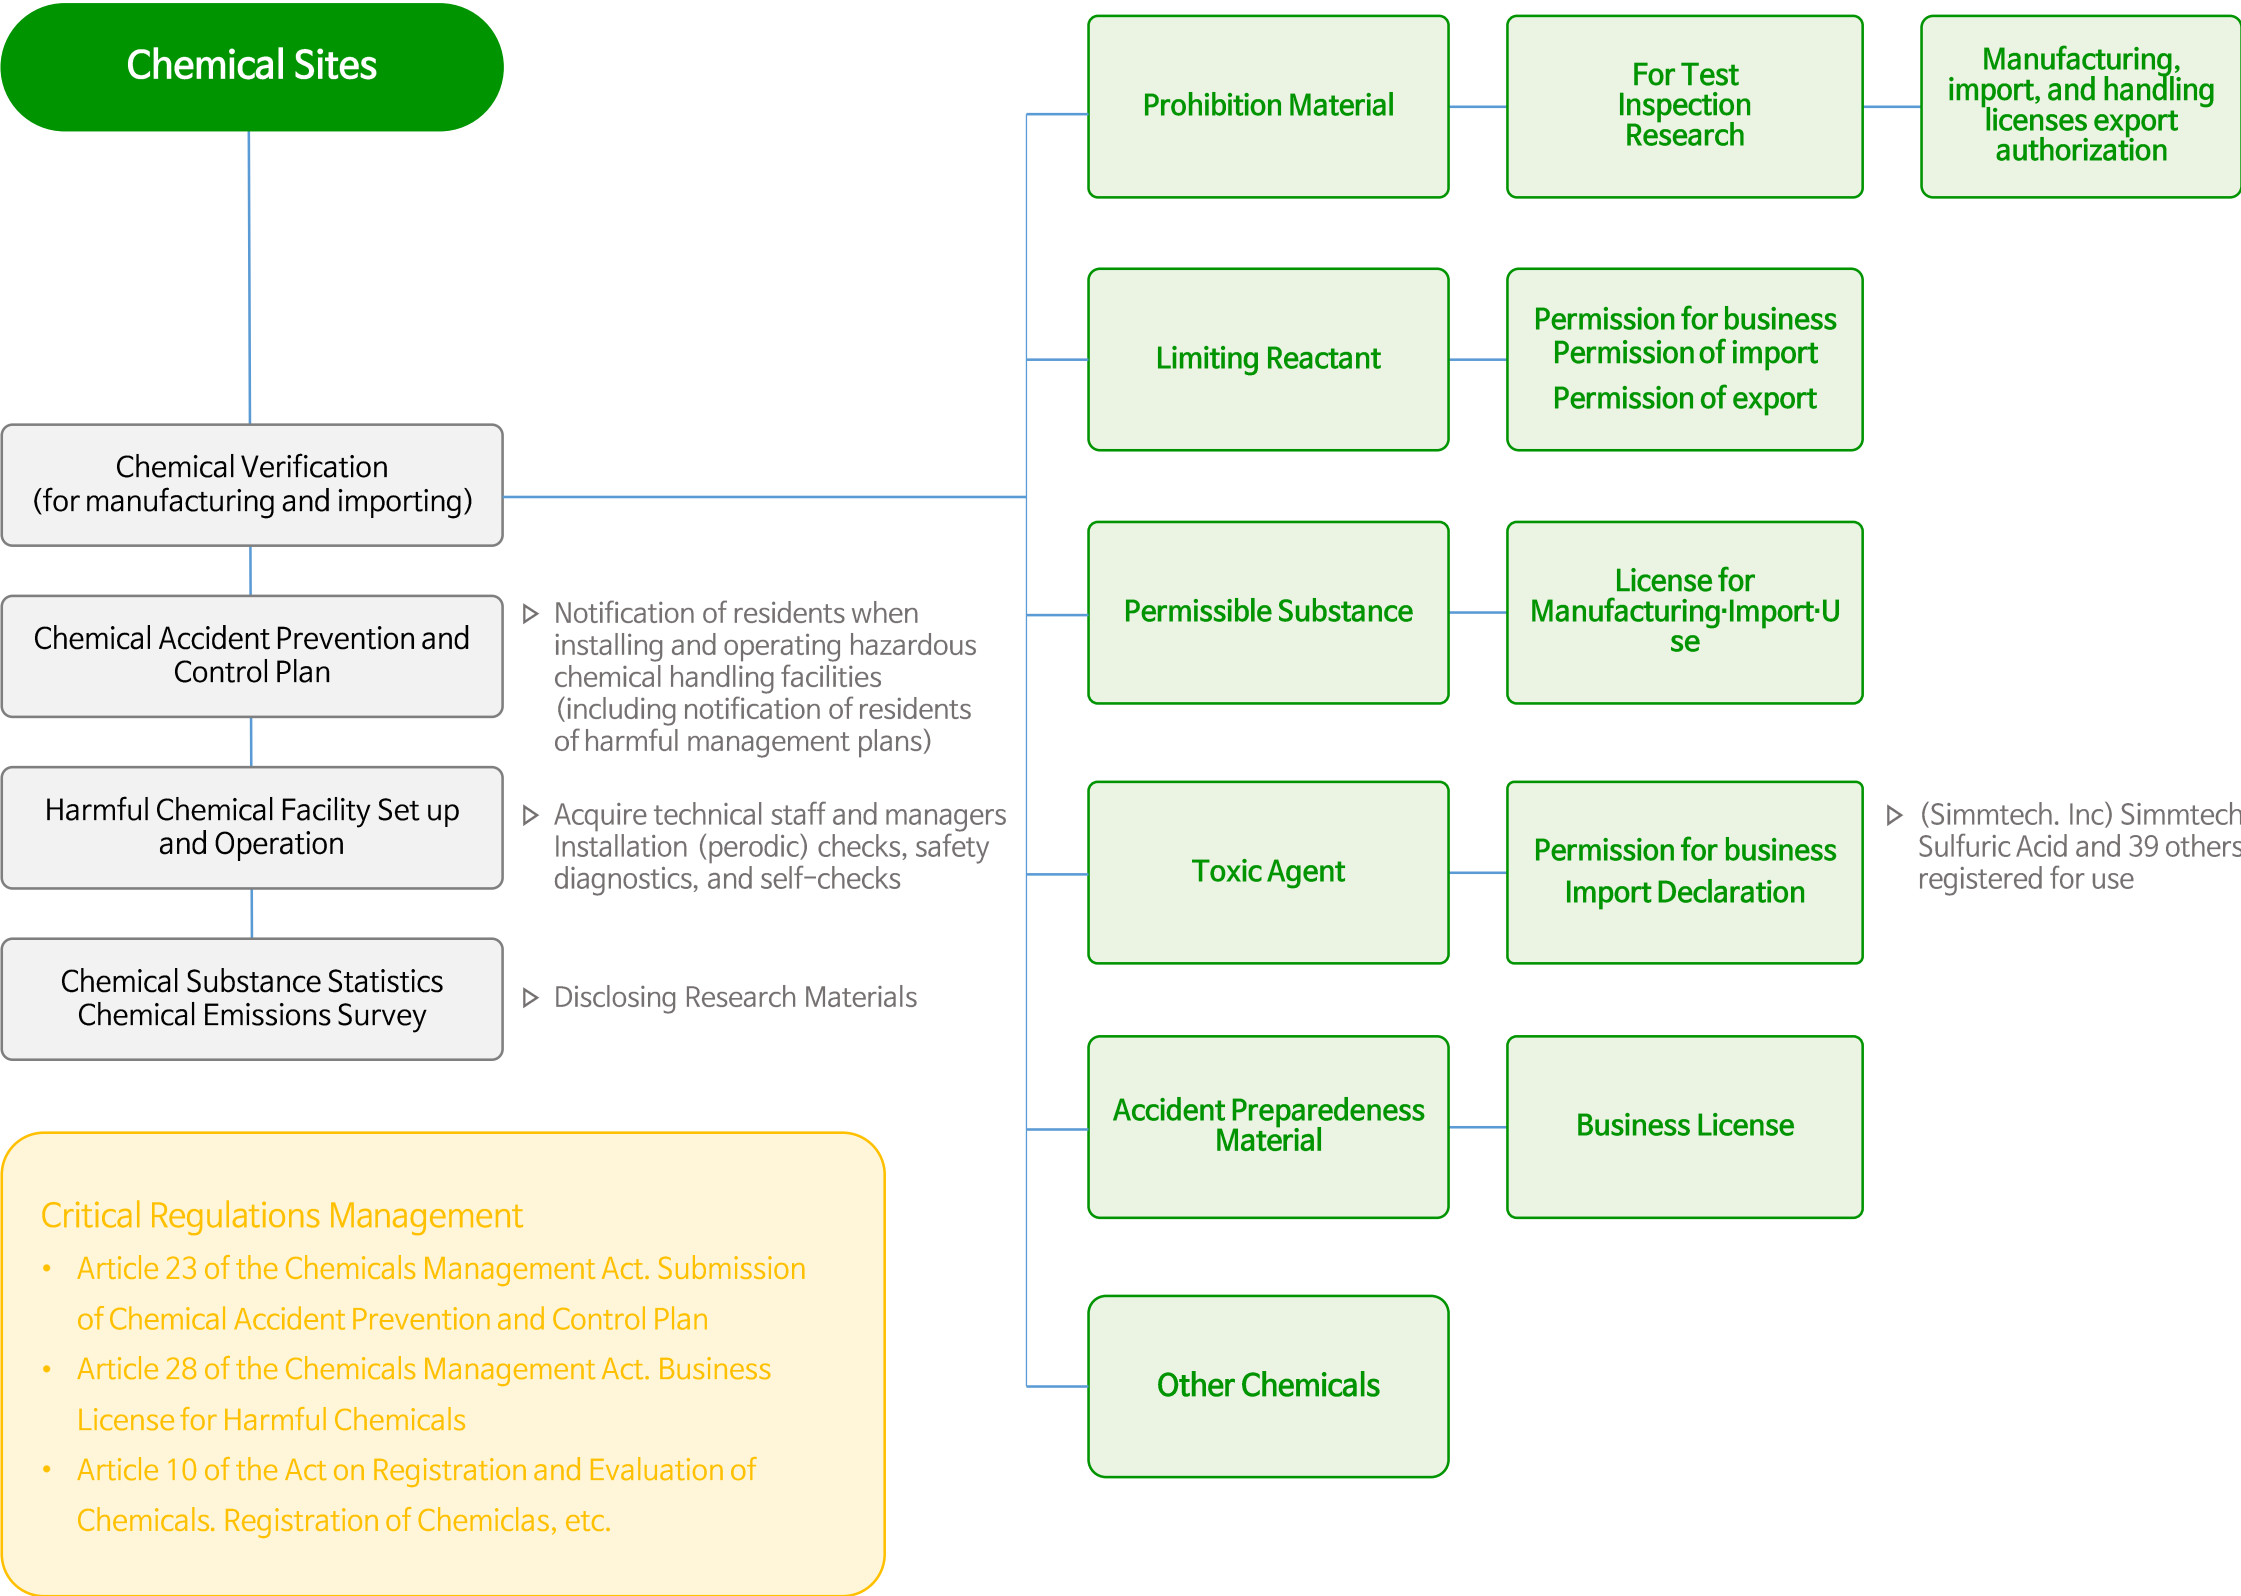 Chemical Sites
Chemical Verification
(for manufacturing and importing)
Chemical Accident Prevention and
Control Plan
▷ Notification of residents when
installing and operating hazardous
chemical handling facilities
(including notification of residents
of harmful management plans)
Harmful Chemical Facility Set up
and Operation
▷ Acquire technical staff and managers
Installation (perodic) checks, safety
diagnostics, and self-checks
Chemical Substance Statistics
Chemical Emissions Survey
▷ Disclosing Research Materials
Critical Regulations Management
• Article 23 of the Chemicals Management Act. Submission
of Chemical Accident Prevention and Control Plan
• Article 28 of the Chemicals Management Act. Business
License for Harmful Chemicals
• Article 10 of the Act on Registration and Evaluation of
Chemicals. Registration of Chemiclas, etc.
Prohibition Material
For Test
Inspection
Research
Manufacturing,
import, and handling
licenses export
authorization
Limiting Reactant
Permission for business
Permission of import
Permission of export
Permissible Substance
License for
Manufacturing·Import·U
se
Toxic Agent
Permission for business
Import Declaration
▷ (Simmtech. Inc) Simmtech
Sulfuric Acid and 39 others
registered for use
Accident Preparedeness
Material
Business License
Other Chemicals